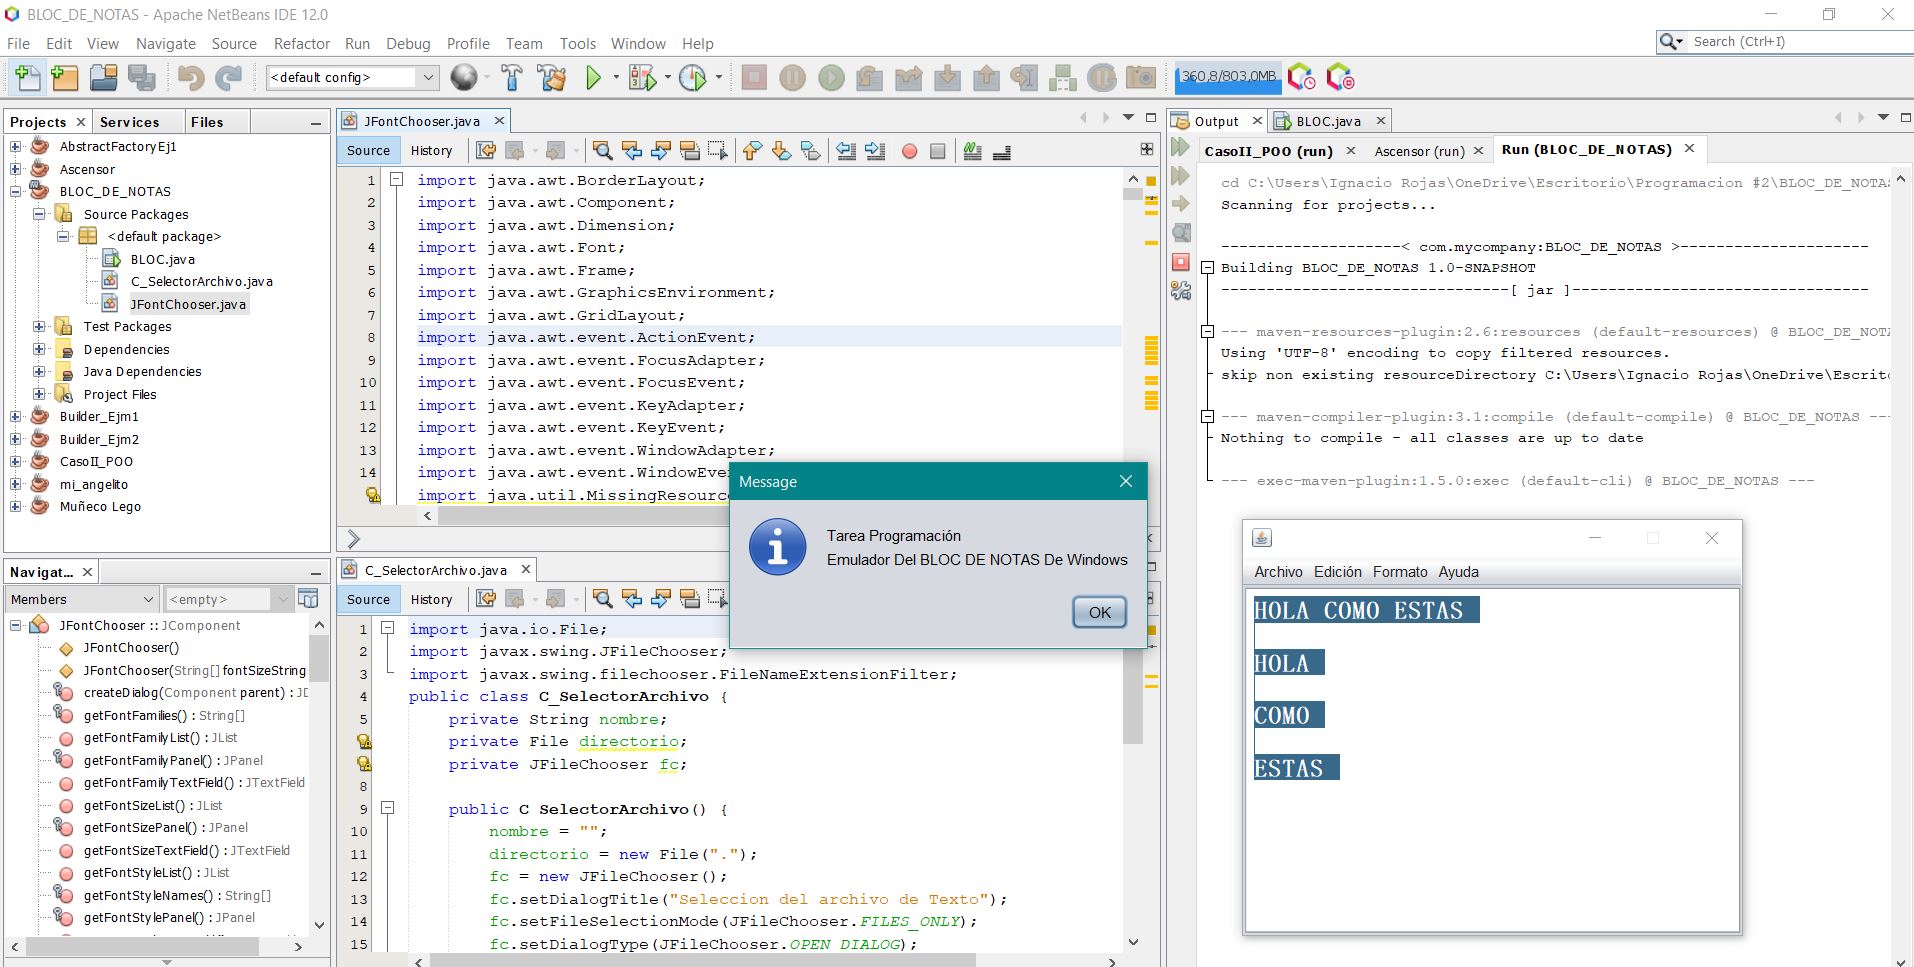 BLOC_DE_NOTAS - Apache NetBeans IDE 12.0
File Edit View Navigate Source Refactor Run Debug Profile Team Tools Window Help
Search (Ctrl+I)
<default config>
360,8/803,0MB
Projects Services Files
AbstractFactoryEj1
Ascensor
BLOC_DE_NOTAS
Source Packages
<default package>
BLOC.java
C_SelectorArchivo.java
JFontChooser.java
Test Packages
Dependencies
Java Dependencies
Project Files
Builder_Ejm1
Builder_Ejm2
CasoII_POO
mi_angelito
Muñeco Lego
Navigat...
Members
<empty>
JFontChooser :: JComponent
JFontChooser()
JFontChooser(String[] fontSizeString
createDialog(Component parent) : JD
getFontFamilies() : String[]
getFontFamilyList() : JList
getFontFamilyPanel() : JPanel
getFontFamilyTextField() : JTextField
getFontSizeList() : JList
getFontSizePanel() : JPanel
getFontSizeTextField() : JTextField
getFontStyleList() : JList
getFontStyleNames() : String[]
getFontStylePanel() : JPanel
JFontChooser.java
Source History
1 import java.awt.BorderLayout;
2 import java.awt.Component;
3 import java.awt.Dimension;
4 import java.awt.Font;
5 import java.awt.Frame;
6 import java.awt.GraphicsEnvironment;
7 import java.awt.GridLayout;
8 import java.awt.event.ActionEvent;
9 import java.awt.event.FocusAdapter;
10 import java.awt.event.FocusEvent;
11 import java.awt.event.KeyAdapter;
12 import java.awt.event.KeyEvent;
13 import java.awt.event.WindowAdapter;
14 import java.awt.event.WindowEve
import java.util.MissingResourc
C_SelectorArchivo.java
Source History
1 import java.io.File;
2 import javax.swing.JFileChooser;
3 import javax.swing.filechooser.FileNameExtensionFilter;
4 public class C_SelectorArchivo {
5 private String nombre;
private File directorio;
private JFileChooser fc;
8
9 public C_SelectorArchivo() {
10 nombre = "";
11 directorio = new File(".");
12 fc = new JFileChooser();
13 fc.setDialogTitle("Seleccion del archivo de Texto");
14 fc.setFileSelectionMode(JFileChooser.FILES_ONLY);
15 fc.setDialogType(JFileChooser.OPEN_DIALOG);
Message
Tarea Programación
Emulador Del BLOC DE NOTAS De Windows
OK
Output BLOC.java
CasoII_POO (run) Ascensor (run) Run (BLOC_DE_NOTAS)
cd C:\Users\Ignacio Rojas\OneDrive\Escritorio\Programacion #2\BLOC_DE_NOTA
Scanning for projects...
--------------------< com.mycompany:BLOC_DE_NOTAS >---------------------
Building BLOC_DE_NOTAS 1.0-SNAPSHOT
--------------------------------[ jar ]---------------------------------
--- maven-resources-plugin:2.6:resources (default-resources) @ BLOC_DE_NOTA
Using 'UTF-8' encoding to copy filtered resources.
skip non existing resourceDirectory C:\Users\Ignacio Rojas\OneDrive\Escrito
--- maven-compiler-plugin:3.1:compile (default-compile) @ BLOC_DE_NOTAS ---
Nothing to compile - all classes are up to date
--- exec-maven-plugin:1.5.0:exec (default-cli) @ BLOC_DE_NOTAS ---
Archivo Edición Formato Ayuda
HOLA COMO ESTAS
HOLA
COMO
ESTAS